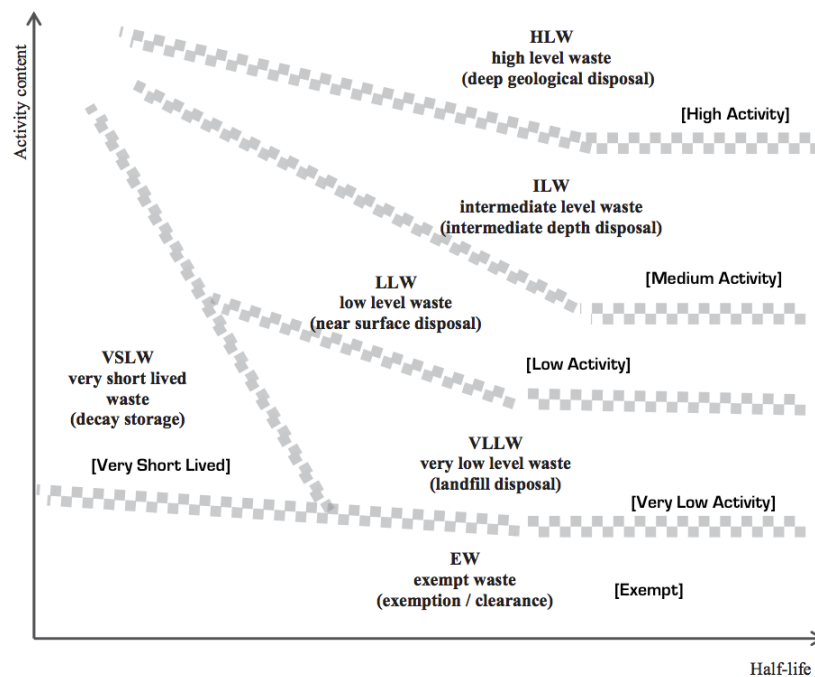 Activity content
HLW
high level waste
(deep geological disposal)
[High Activity]
ILW
intermediate level waste
(intermediate depth disposal)
[Medium Activity]
LLW
low level waste
(near surface disposal)
[Low Activity]
VSLW
very short lived
waste
(decay storage)
[Very Short Lived]
VLLW
very low level waste
(landfill disposal)
[Very Low Activity]
EW
exempt waste
(exemption / clearance)
[Exempt]
Half-life